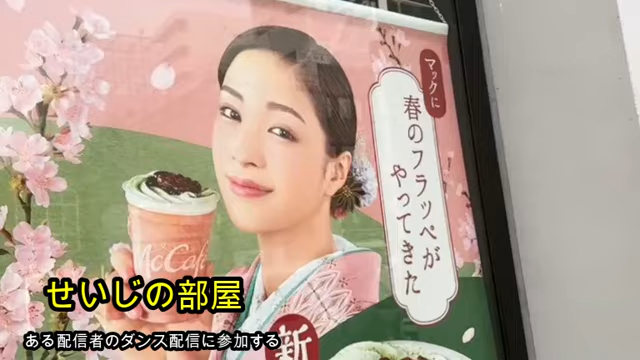 マックに
春のフラッペが
やってきた
McCafé
新
せいじの部屋
ある配信者のダンス配信に参加する